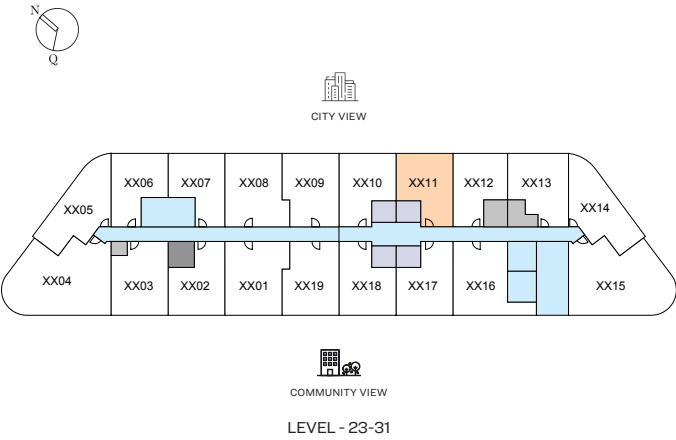 N
Q
CITY VIEW
XX06 XX07 XX08 XX09 XX10 XX11 XX12 XX13
XX05 XX14
XX04 XX03 XX02 XX01 XX19 XX18 XX17 XX16 XX15
COMMUNITY VIEW
LEVEL - 23-31